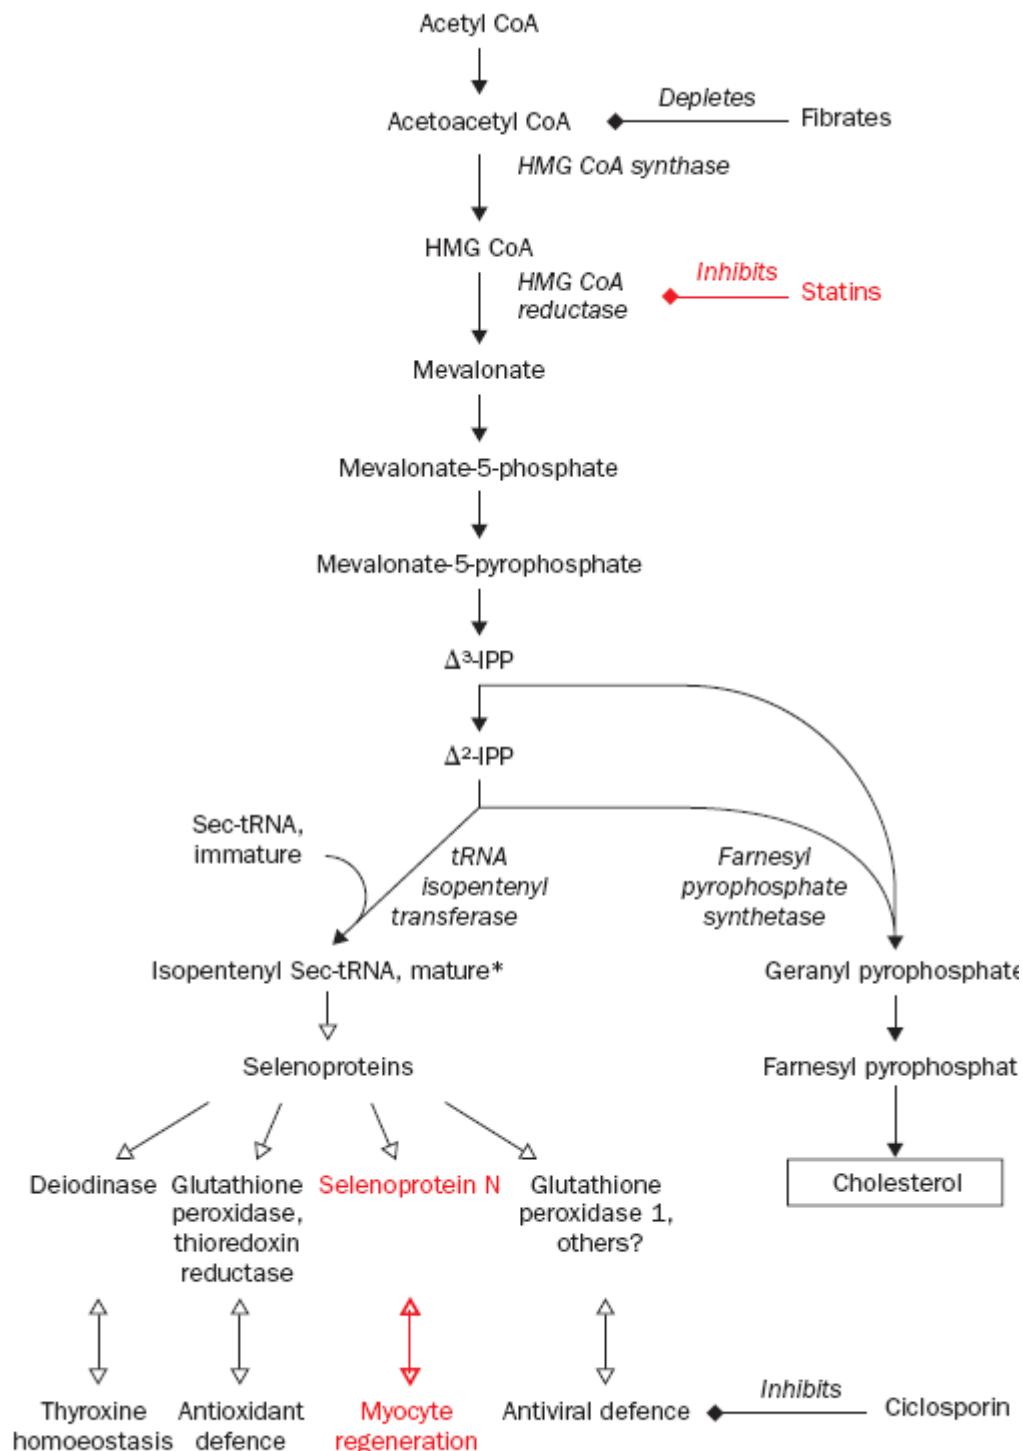 Acetyl CoA
Depletes
Acetoacetyl CoA
Fibrates
HMG CoA synthase
HMG CoA
HMG CoA
reductase
Inhibits
Statins
Mevalonate
Mevalonate-5-phosphate
Mevalonate-5-pyrophosphate
Δ³-IPP
Δ²-IPP
Sec-tRNA,
immature
tRNA
isopentenyl
transferase
Farnesyl
pyrophosphate
synthetase
Isopentenyl Sec-tRNA, mature*
Geranyl pyrophosphate
Selenoproteins
Farnesyl pyrophosphat
Deiodinase
Glutathione
peroxidase,
thioredoxin
reductase
Selenoprotein N
Glutathione
peroxidase 1,
others?
Cholesterol
Thyroxine
homoeostasis
Antioxidant
defence
Myocyte
regeneration
Antiviral defence
Inhibits
Ciclosporin